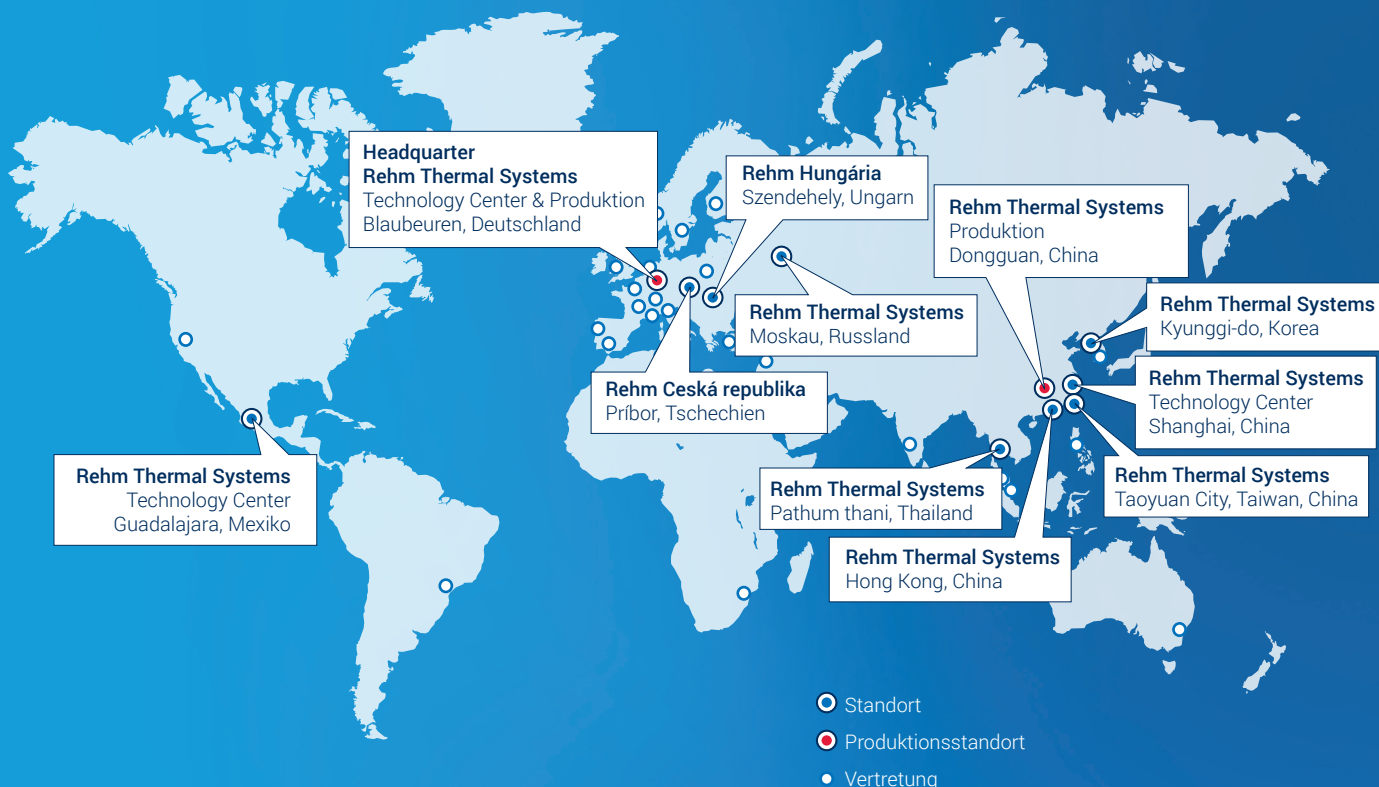 Headquarter
Rehm Thermal Systems
Technology Center & Produktion
Blaubeuren, Deutschland
Rehm Hungária
Szendehely, Ungarn
Rehm Thermal Systems
Produktion
Dongguan, China
Rehm Thermal Systems
Kyunggi-do, Korea
Rehm Thermal Systems
Moskau, Russland
Rehm Ceská republika
Príbor, Tschechien
Rehm Thermal Systems
Technology Center
Shanghai, China
Rehm Thermal Systems
Technology Center
Guadalajara, Mexiko
Rehm Thermal Systems
Pathum thani, Thailand
Rehm Thermal Systems
Taoyuan City, Taiwan, China
Rehm Thermal Systems
Hong Kong, China
Standort
Produktionsstandort
Vertretung